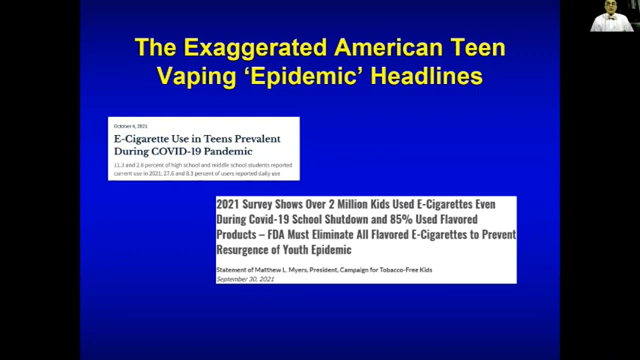 The Exaggerated American Teen
Vaping ‘Epidemic’ Headlines
October 4, 2021
E-Cigarette Use in Teens Prevalent
During COVID-19 Pandemic
11.3 and 2.8 percent of high school and middle school students reported
current use in 2021; 27.6 and 8.3 percent of users reported daily use
2021 Survey Shows Over 2 Million Kids Used E-Cigarettes Even
During Covid-19 School Shutdown and 85% Used Flavored
Products – FDA Must Eliminate All Flavored E-Cigarettes to Prevent
Resurgence of Youth Epidemic
Statement of Matthew L. Myers, President, Campaign for Tobacco-Free Kids
September 30, 2021